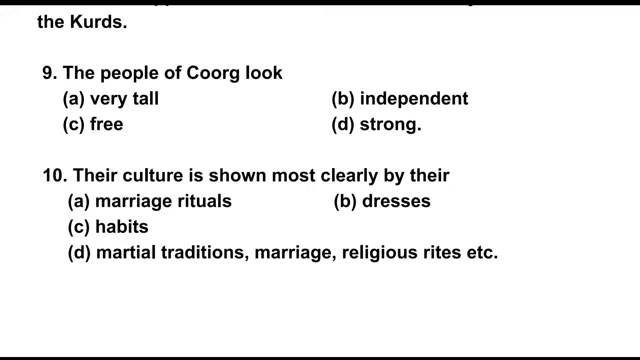 the Kurds.
9. The people of Coorg look
(a) very tall (b) independent
(c) free (d) strong.
10. Their culture is shown most clearly by their
(a) marriage rituals (b) dresses
(c) habits
(d) martial traditions, marriage, religious rites etc.